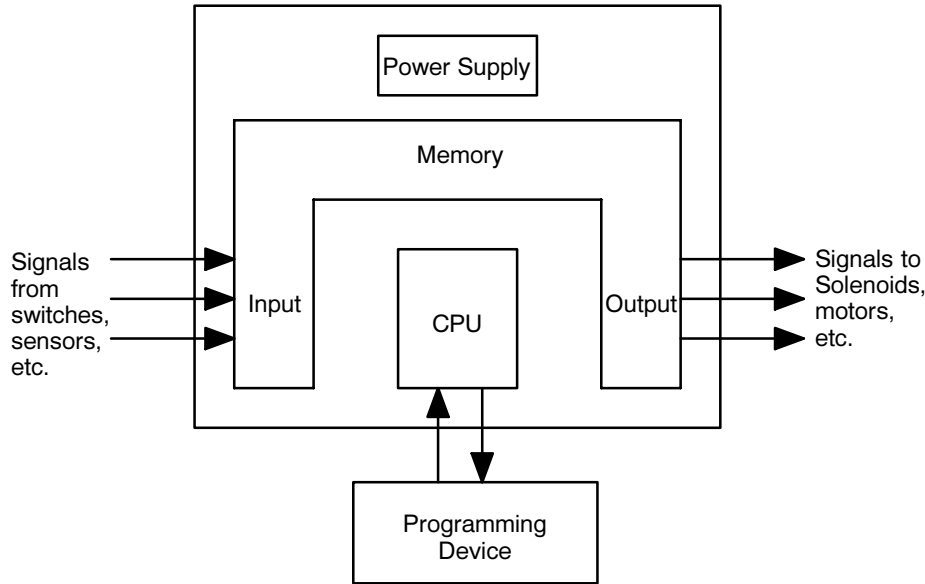 Power Supply
Memory
Signals
from
switches,
sensors,
etc.
Input
CPU
Output
Signals to
Solenoids,
motors,
etc.
Programming
Device